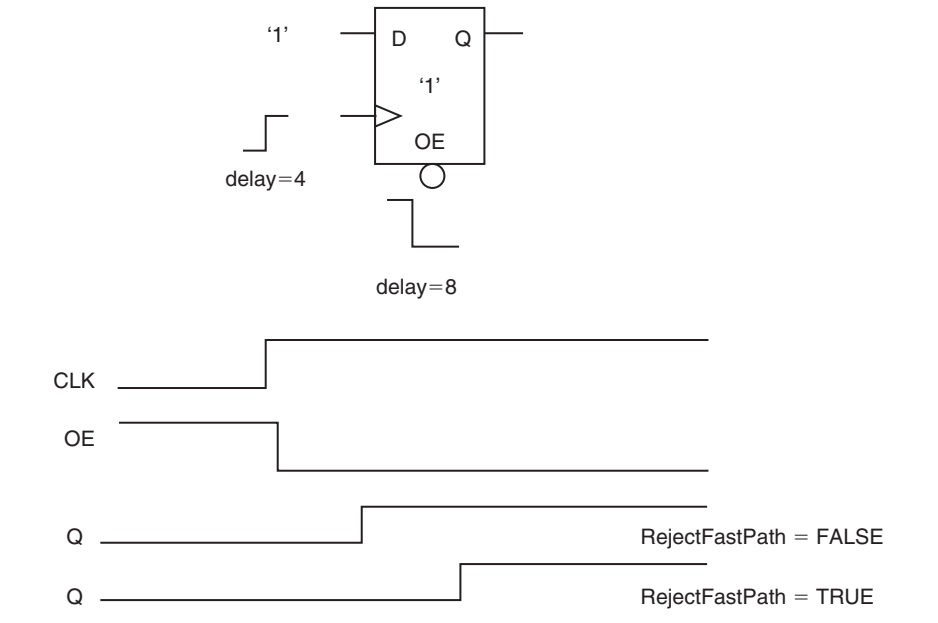 ‘1’
D Q
‘1’
OE
delay=4
delay=8
CLK
OE
Q RejectFastPath = FALSE
Q RejectFastPath = TRUE